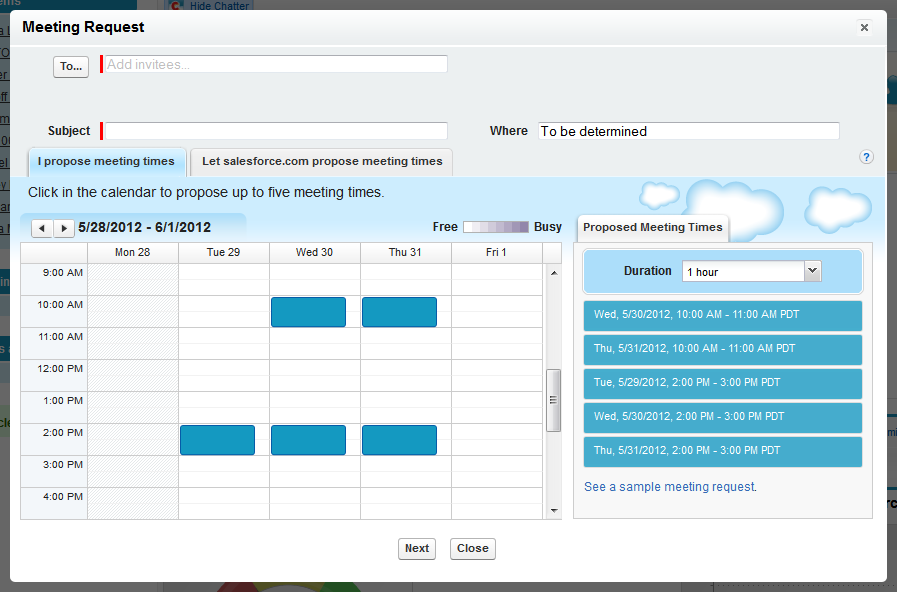 Hide Chatter
Meeting Request
To...
Add invitees...
Subject
Where
To be determined
I propose meeting times
Let salesforce.com propose meeting times
?
Click in the calendar to propose up to five meeting times.
5/28/2012 - 6/1/2012
Free
Busy
Proposed Meeting Times
Mon 28
Tue 29
Wed 30
Thu 31
Fri 1
Duration
1 hour
9:00 AM
10:00 AM
11:00 AM
12:00 PM
1:00 PM
2:00 PM
3:00 PM
4:00 PM
Wed, 5/30/2012, 10:00 AM - 11:00 AM PDT
Thu, 5/31/2012, 10:00 AM - 11:00 AM PDT
Tue, 5/29/2012, 2:00 PM - 3:00 PM PDT
Wed, 5/30/2012, 2:00 PM - 3:00 PM PDT
Thu, 5/31/2012, 2:00 PM - 3:00 PM PDT
See a sample meeting request.
Next
Close